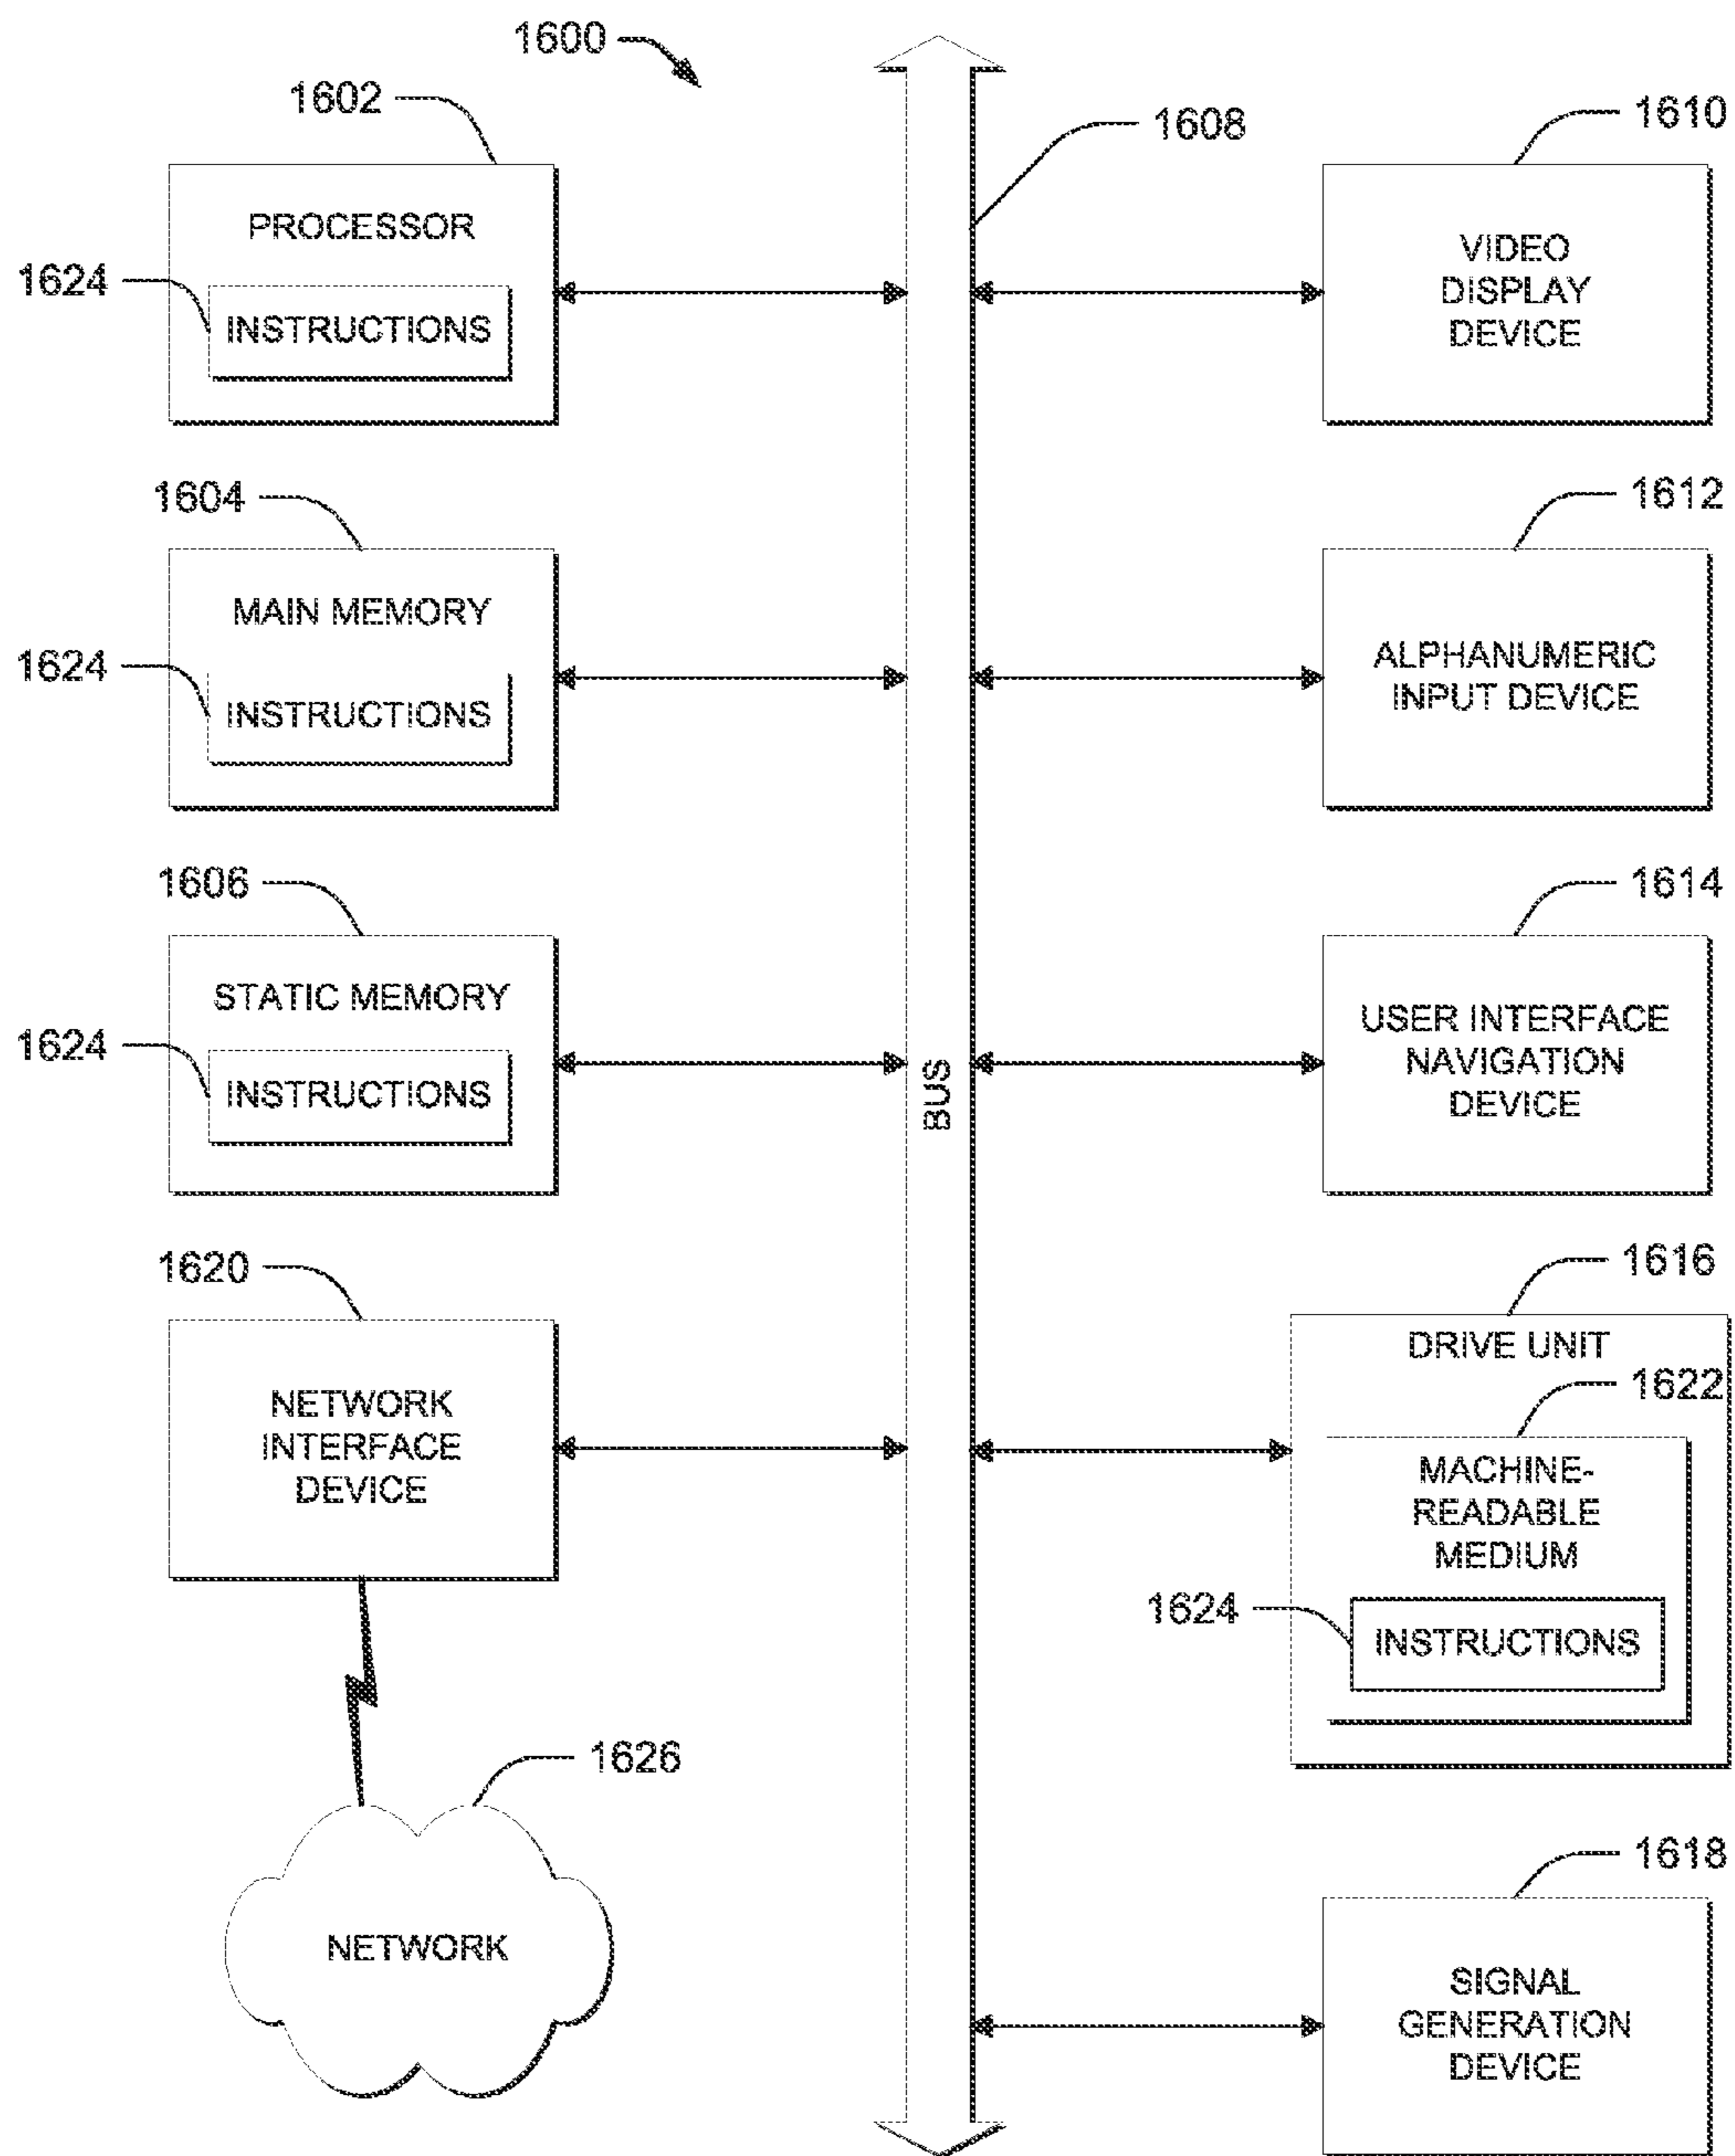 1600
1602
PROCESSOR
1624
INSTRUCTIONS
1604
MAIN MEMORY
1624
INSTRUCTIONS
1606
STATIC MEMORY
1624
INSTRUCTIONS
1620
NETWORK
INTERFACE
DEVICE
1626
NETWORK
1608
BUS
1610
VIDEO
DISPLAY
DEVICE
1612
ALPHANUMERIC
INPUT DEVICE
1614
USER INTERFACE
NAVIGATION
DEVICE
1616
DRIVE UNIT
1622
MACHINE-
READABLE
MEDIUM
1624
INSTRUCTIONS
1618
SIGNAL
GENERATION
DEVICE